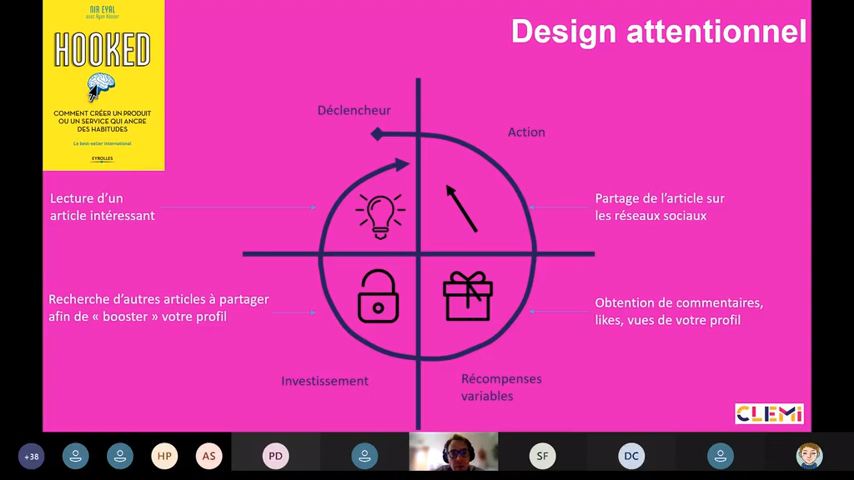 NIR EYAL
avec Ryan Hoover
HOOKED
COMMENT CRÉER UN PRODUIT
OU UN SERVICE QUI ANCRE
DES HABITUDES
Le best-seller international
EYROLLES
Design attentionnel
Déclencheur
Action
Lecture d'un
article intéressant
Partage de l'article sur
les réseaux sociaux
Recherche d'autres articles à partager
afin de « booster » votre profil
Obtention de commentaires,
likes, vues de votre profil
Investissement
Récompenses
variables
CLEMI
+38
HP
AS
PD
SF
DC